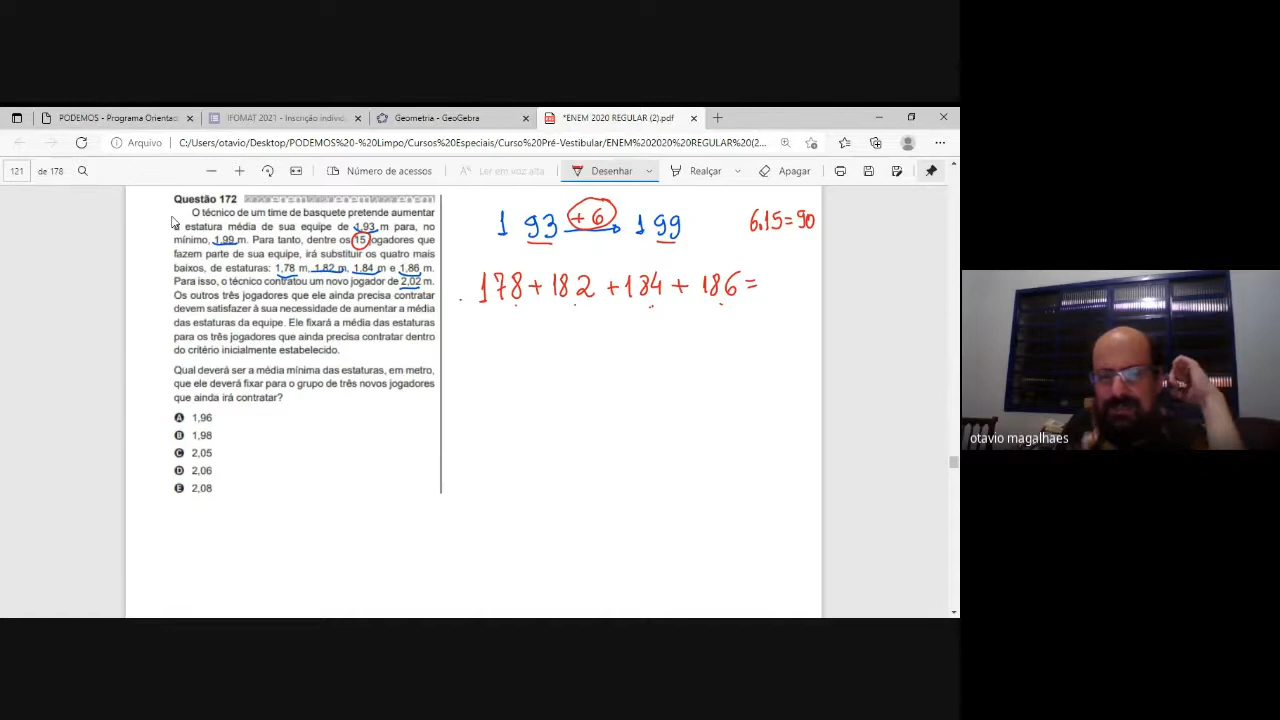 PODEMOS - Programa Orientad
IFOMAT 2021 - Inscrição individ
Geometria - GeoGebra
*ENEM 2020 REGULAR (2).pdf
Arquivo
C:/Users/otavio/Desktop/PODEMOS%20-%20Limpo/Cursos%20Especiais/Curso%20Pré-Vestibular/ENEM%202020%20REGULAR%20(2...
121
de 178
Número de acessos
Ler em voz alta
Desenhar
Realçar
Apagar
Questão 172
O técnico de um time de basquete pretende aumentar
a estatura média de sua equipe de 1,93 m para, no
mínimo, 1,99 m. Para tanto, dentre os 15 jogadores que
fazem parte de sua equipe, irá substituir os quatro mais
baixos, de estaturas: 1,78 m, 1,82 m, 1,84 m e 1,86 m.
Para isso, o técnico contratou um novo jogador de 2,02 m.
Os outros três jogadores que ele ainda precisa contratar
devem satisfazer à sua necessidade de aumentar a média
das estaturas da equipe. Ele fixará a média das estaturas
para os três jogadores que ainda precisa contratar dentro
do critério inicialmente estabelecido.
Qual deverá ser a média mínima das estaturas, em metro,
que ele deverá fixar para o grupo de três novos jogadores
que ainda irá contratar?
A 1,96
B 1,98
C 2,05
D 2,06
E 2,08
1 93 +6 1 99
6.15=90
178+182+184+186=
otavio magalhaes